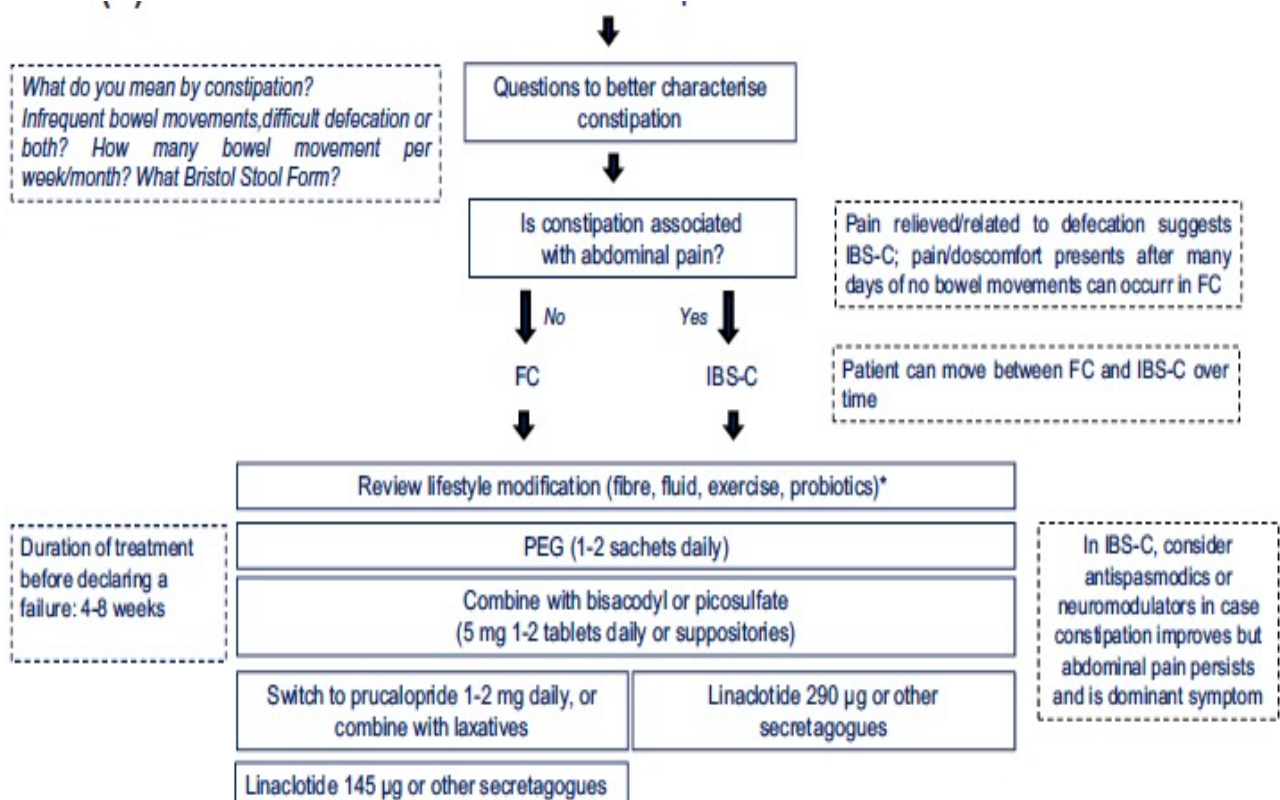 What do you mean by constipation?
Infrequent bowel movements,difficult defecation or
both? How many bowel movement per
week/month? What Bristol Stool Form?
Questions to better characterise
constipation
Is constipation associated
with abdominal pain?
Pain relieved/related to defecation suggests
IBS-C; pain/doscomfort presents after many
days of no bowel movements can occurr in FC
No
Yes
FC
IBS-C
Patient can move between FC and IBS-C over
time
Review lifestyle modification (fibre, fluid, exercise, probiotics)*
Duration of treatment
before declaring a
failure: 4-8 weeks
PEG (1-2 sachets daily)
Combine with bisacodyl or picosulfate
(5 mg 1-2 tablets daily or suppositories)
In IBS-C, consider
antispasmodics or
neuromodulators in case
constipation improves but
abdominal pain persists
and is dominant symptom
Switch to prucalopride 1-2 mg daily, or
combine with laxatives
Linaclotide 290 µg or other
secretagogues
Linaclotide 145 µg or other secretagogues